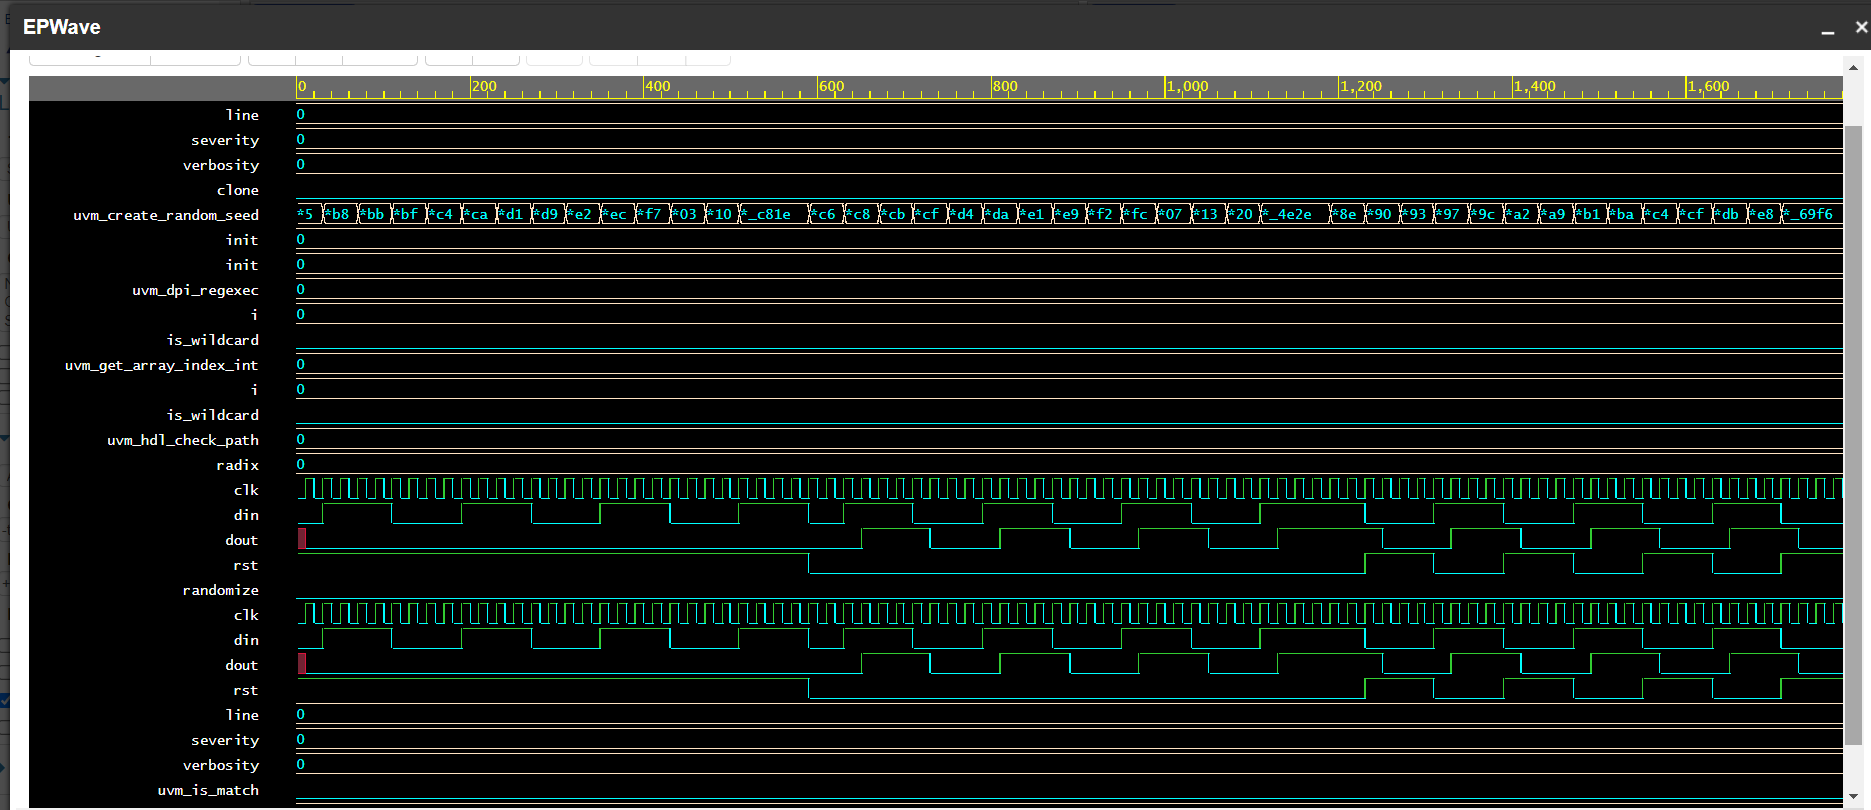 EPWave
0 200 400 600 800 1,000 1,200 1,400 1,600
line 0
severity 0
verbosity 0
clone
uvm_create_random_seed *5 *b8 *bb *bf *c4 *ca *d1 *d9 *e2 *ec *f7 *03 *10 *_c81e *c6 *c8 *cb *cf *d4 *da *e1 *e9 *f2 *fc *07 *13 *20 *_4e2e *8e *90 *93 *97 *9c *a2 *a9 *b1 *ba *c4 *cf *db *e8 *_69f6
init 0
init 0
uvm_dpi_regexec 0
i 0
is_wildcard
uvm_get_array_index_int 0
i 0
is_wildcard
uvm_hdl_check_path 0
radix 0
clk
din
dout
rst
randomize
clk
din
dout
rst
line 0
severity 0
verbosity 0
uvm_is_match